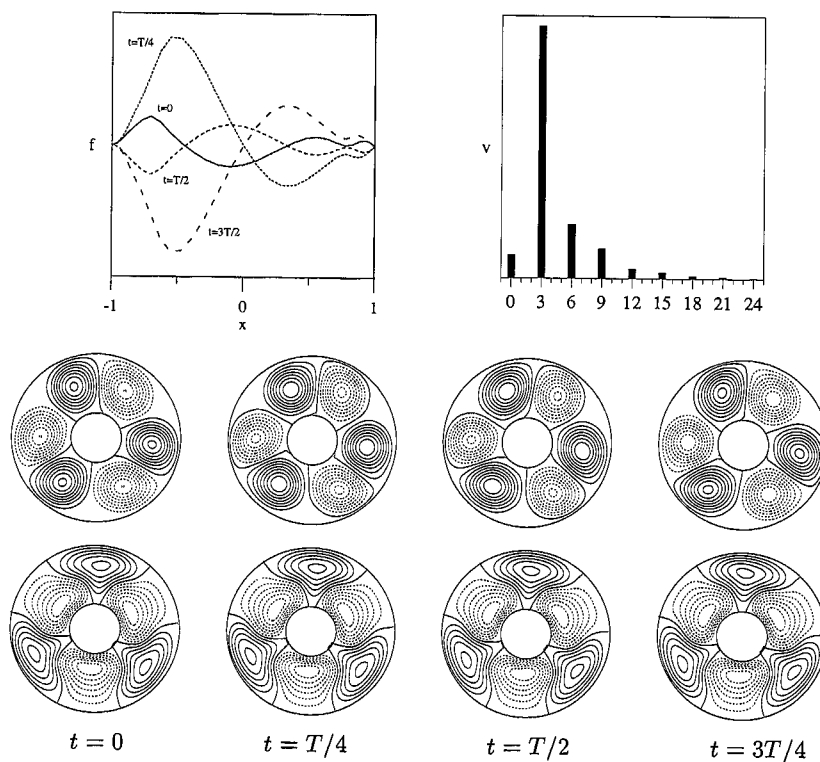 t=T/4
t=0
f
t=T/2
t=3T/2
-1 0 1
x
v
0 3 6 9 12 15 18 21 24
t = 0 t = T/4 t = T/2 t = 3T/4